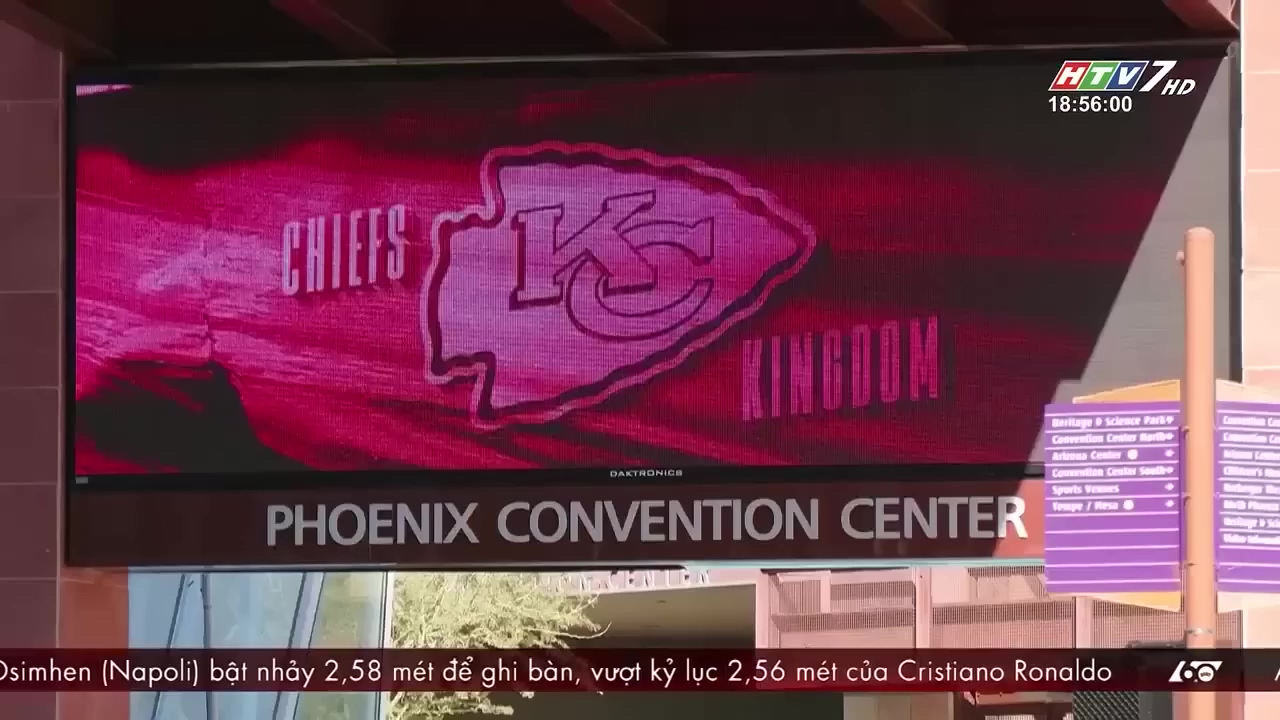 HTV7 HD
18:56:00
CHIEFS
KC
KINGDOM
DAKTRONICS
PHOENIX CONVENTION CENTER
Heritage & Science Park
Convention Center North
Arizona Center
Convention Center South
Sports Venues
Tempe / Mesa
Osimhen (Napoli) bật nhảy 2,58 mét để ghi bàn, vượt kỷ lục 2,56 mét của Cristiano Ronaldo